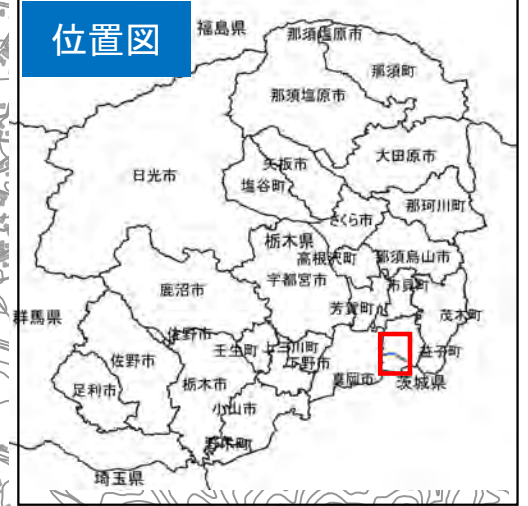 位置図
福島県
那須塩原市
那須町
那須塩原市
大田原市
矢板市
日光市
塩谷町
那珂川町
さくら市
栃木県
高根沢町
那須烏山市
宇都宮市
市貝町
鹿沼市
芳賀町
茂木町
群馬県
佐野市
壬生町
上三川町
益子町
下野市
佐野市
真岡市
茨城県
足利市
栃木市
小山市
野木町
埼玉県